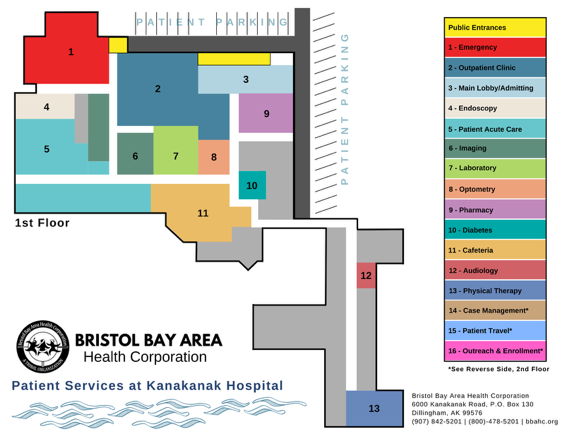 PATIENT PARKING
PATIENT PARKING
1
2
3
4
9
5
6
7
8
10
11
1st Floor
12
13
Bristol Bay Area Health Corporation
BRISTOL BAY AREA
Health Corporation
Patient Services at Kanakanak Hospital
Public Entrances
1 - Emergency
2 - Outpatient Clinic
3 - Main Lobby/Admitting
4 - Endoscopy
5 - Patient Acute Care
6 - Imaging
7 - Laboratory
8 - Optometry
9 - Pharmacy
10 - Diabetes
11 - Cafeteria
12 - Audiology
13 - Physical Therapy
14 - Case Management*
15 - Patient Travel*
16 - Outreach & Enrollment*
*See Reverse Side, 2nd Floor
Bristol Bay Area Health Corporation
6000 Kanakanak Road, P.O. Box 130
Dillingham, AK 99576
(907) 842-5201 | (800)-478-5201 | bbahc.org